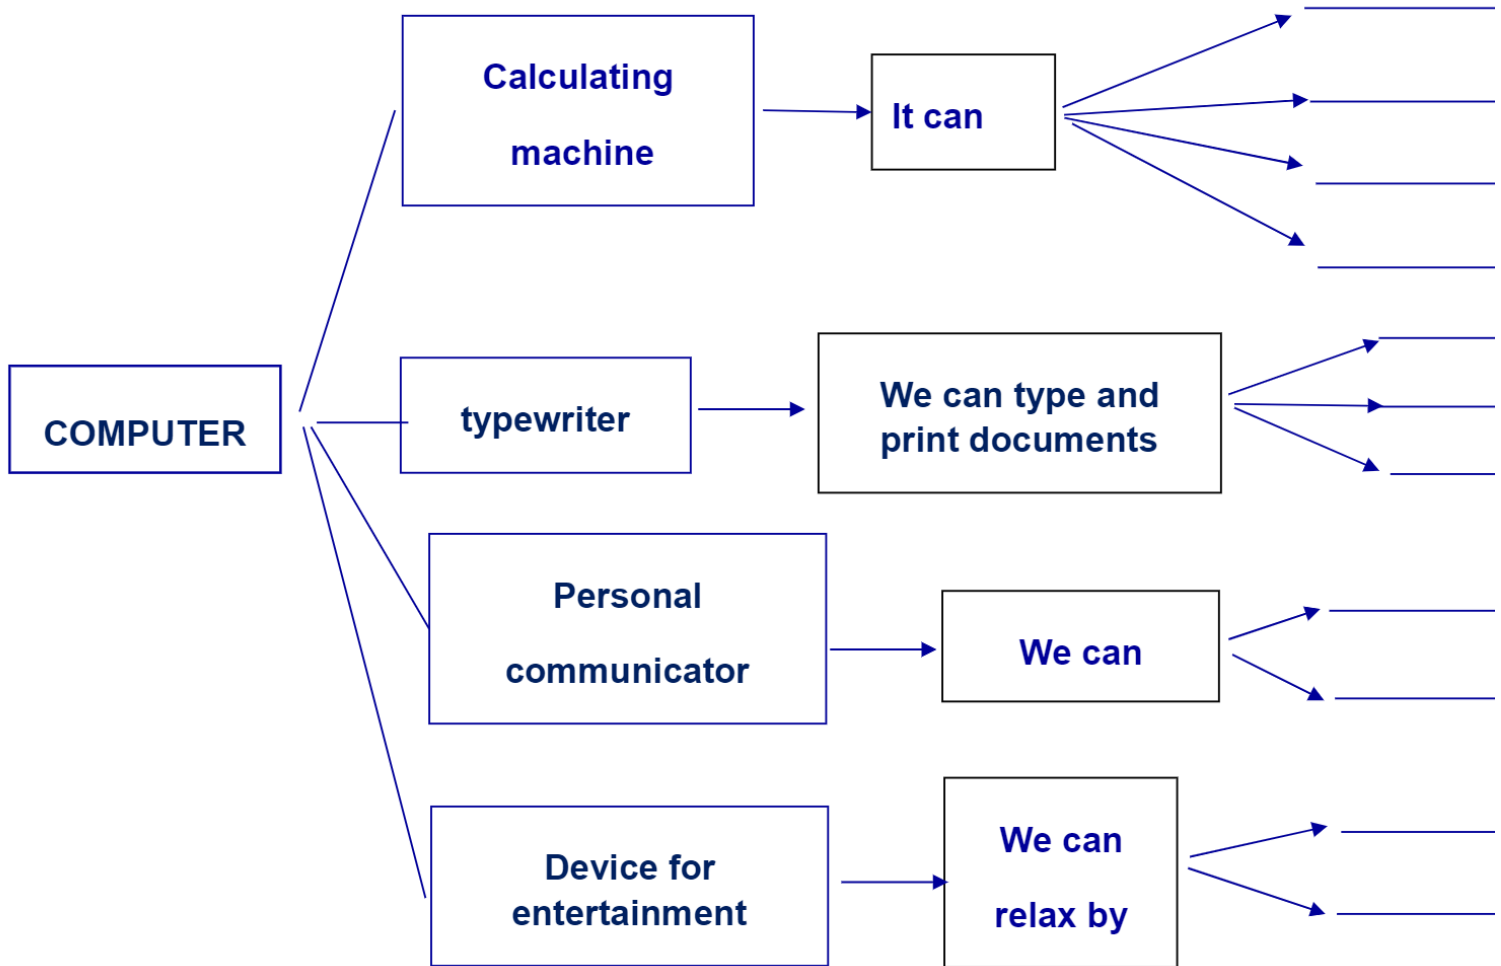 Calculating
machine
It can
COMPUTER
typewriter
We can type and
print documents
Personal
communicator
We can
Device for
entertainment
We can
relax by